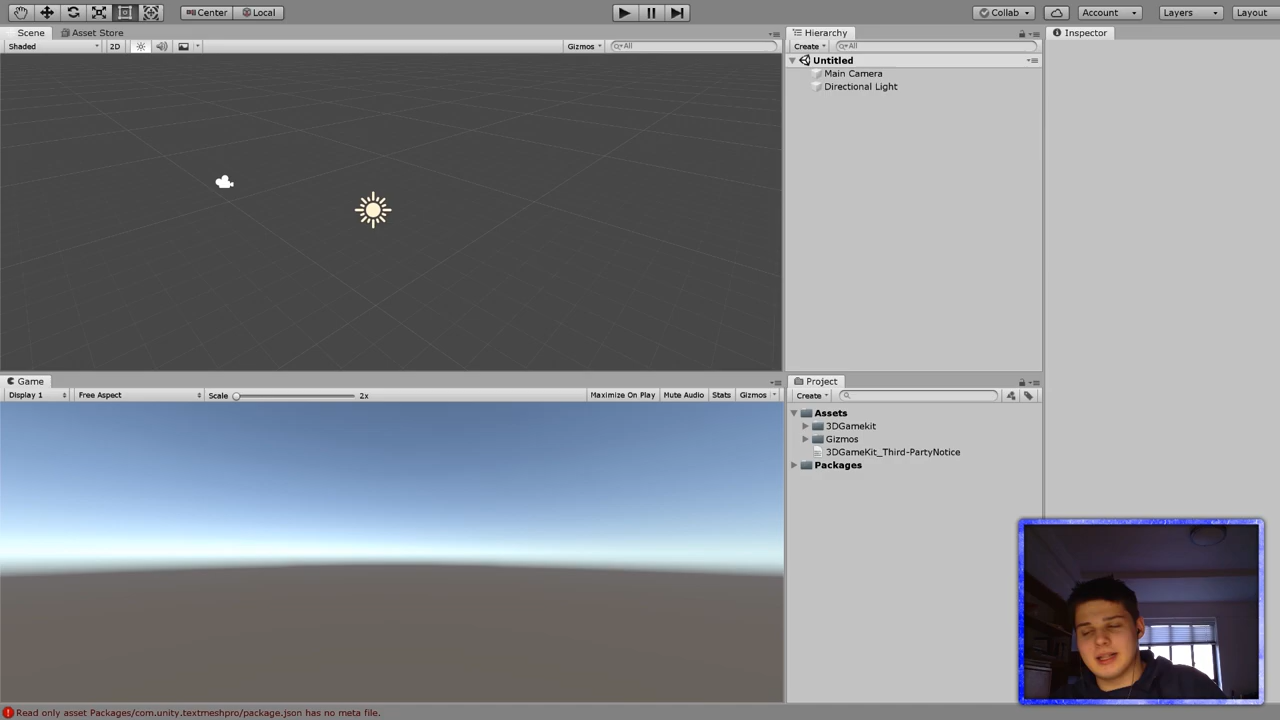 Center Local Collab Account Layers Layout
Scene Asset Store
Shaded 2D Gizmos All
Hierarchy
Create All
Untitled
Main Camera
Directional Light
Inspector
Game
Display 1 Free Aspect Scale 2x Maximize On Play Mute Audio Stats Gizmos
Project
Create
Assets
3DGamekit
Gizmos
3DGameKit_Third-PartyNotice
Packages
Read only asset Packages/com.unity.textmeshpro/package.json has no meta file.